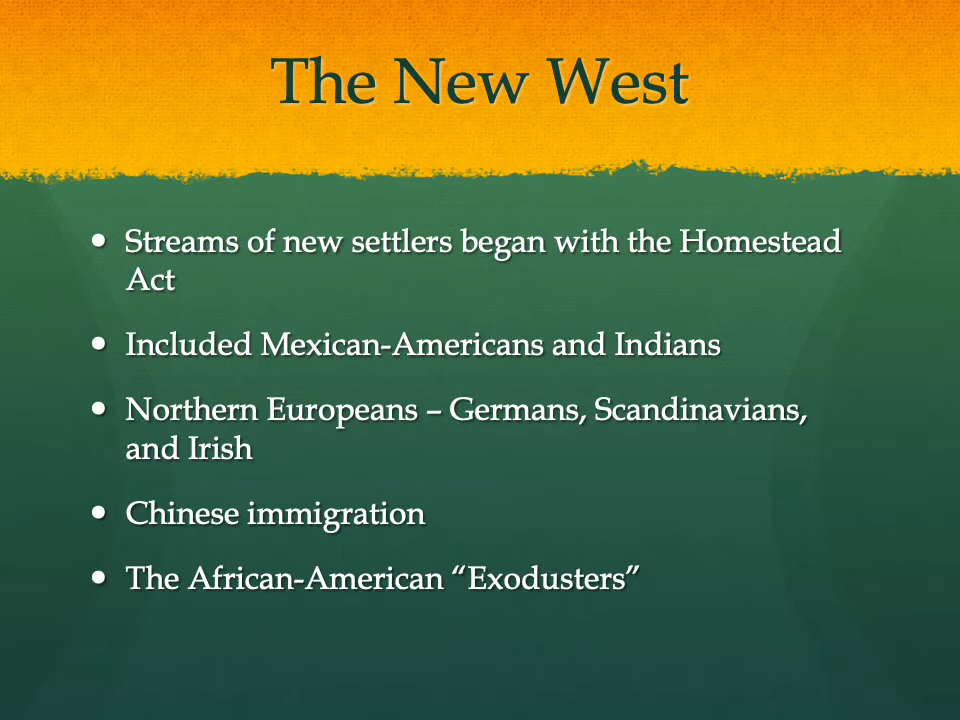 The New West
• Streams of new settlers began with the Homestead
Act
• Included Mexican-Americans and Indians
• Northern Europeans – Germans, Scandinavians,
and Irish
• Chinese immigration
• The African-American “Exodusters”